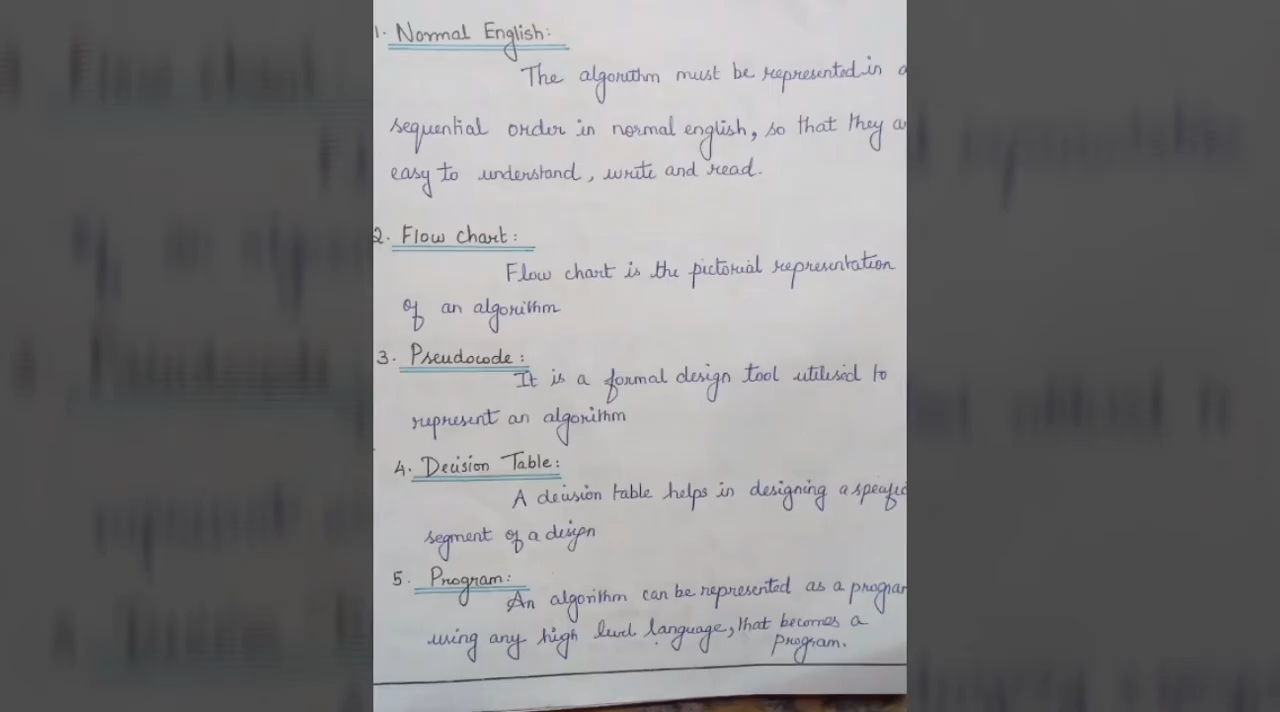 1. Normal English:
The algorithm must be represented in a
sequential order in normal english, so that they a
easy to understand, write and read.
2. Flow chart:
Flow chart is the pictorial representation
of an algorithm
3. Pseudocode:
It is a formal design tool utilised to
represent an algorithm
4. Decision Table:
A decision table helps in designing a specific
segment of a design
5. Program:
An algorithm can be represented as a program
using any high level language, that becomes a
program.